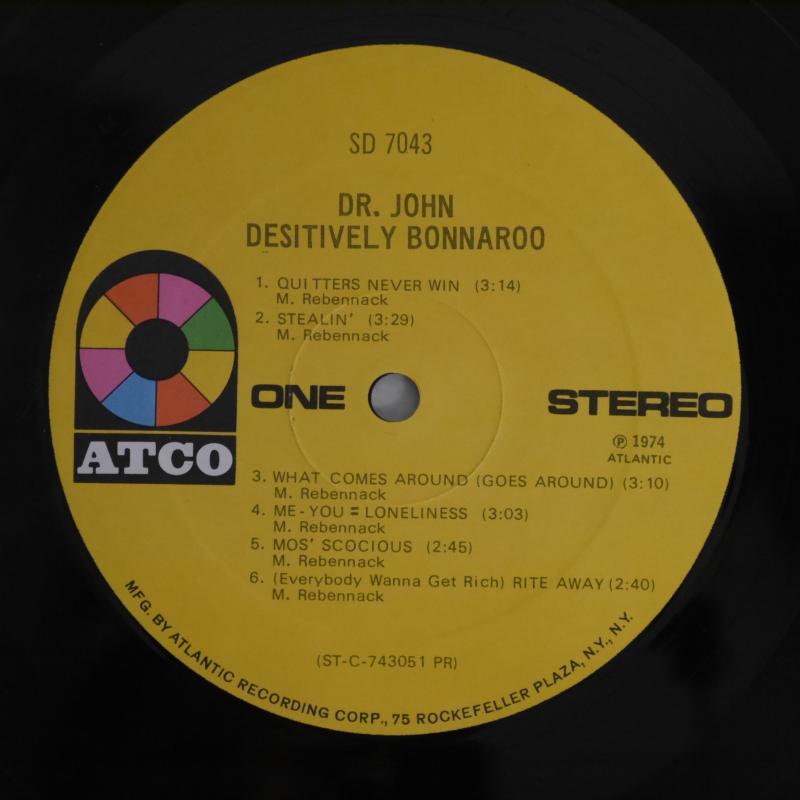 SD 7043
DR. JOHN
DESITIVELY BONNAROO
1. QUITTERS NEVER WIN (3:14)
M. Rebennack
2. STEALIN' (3:29)
M. Rebennack
ONE
STEREO
ATCO
℗ 1974
ATLANTIC
3. WHAT COMES AROUND (GOES AROUND) (3:10)
M. Rebennack
4. ME-YOU = LONELINESS (3:03)
M. Rebennack
5. MOS' SCOCIOUS (2:45)
M. Rebennack
6. (Everybody Wanna Get Rich) RITE AWAY (2:40)
M. Rebennack
(ST-C-743051 PR)
MFG. BY ATLANTIC RECORDING CORP., 75 ROCKEFELLER PLAZA, N.Y., N.Y.